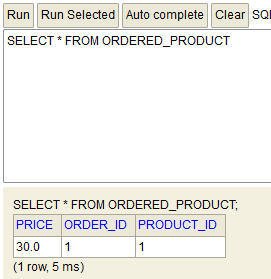 Run Run Selected Auto complete Clear
SELECT * FROM ORDERED_PRODUCT
SELECT * FROM ORDERED_PRODUCT;
PRICE ORDER_ID PRODUCT_ID
30.0 1 1
(1 row, 5 ms)